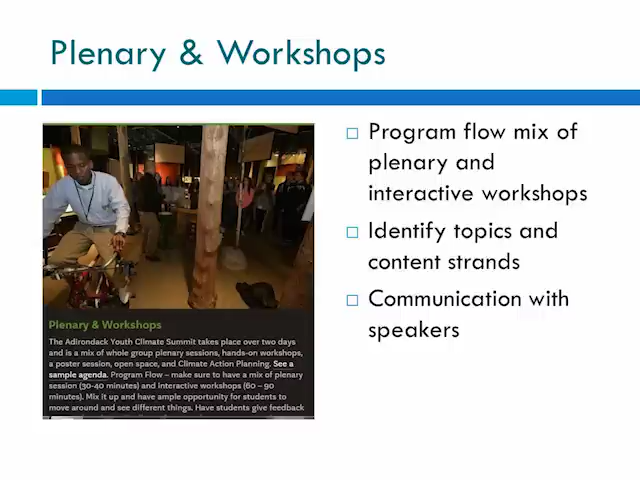 Plenary & Workshops
Program flow mix of
plenary and
interactive workshops
Identify topics and
content strands
Communication with
speakers
Plenary & Workshops
The Adirondack Youth Climate Summit takes place over two days
and is a mix of whole group plenary sessions, hands-on workshops,
a poster session, open space, and Climate Action Planning. See a
sample agenda. Program Flow – make sure to have a mix of plenary
session (30-40 minutes) and interactive workshops (60 – 90
minutes). Mix it up and have ample opportunity for students to
move around and see different things. Have students give feedback